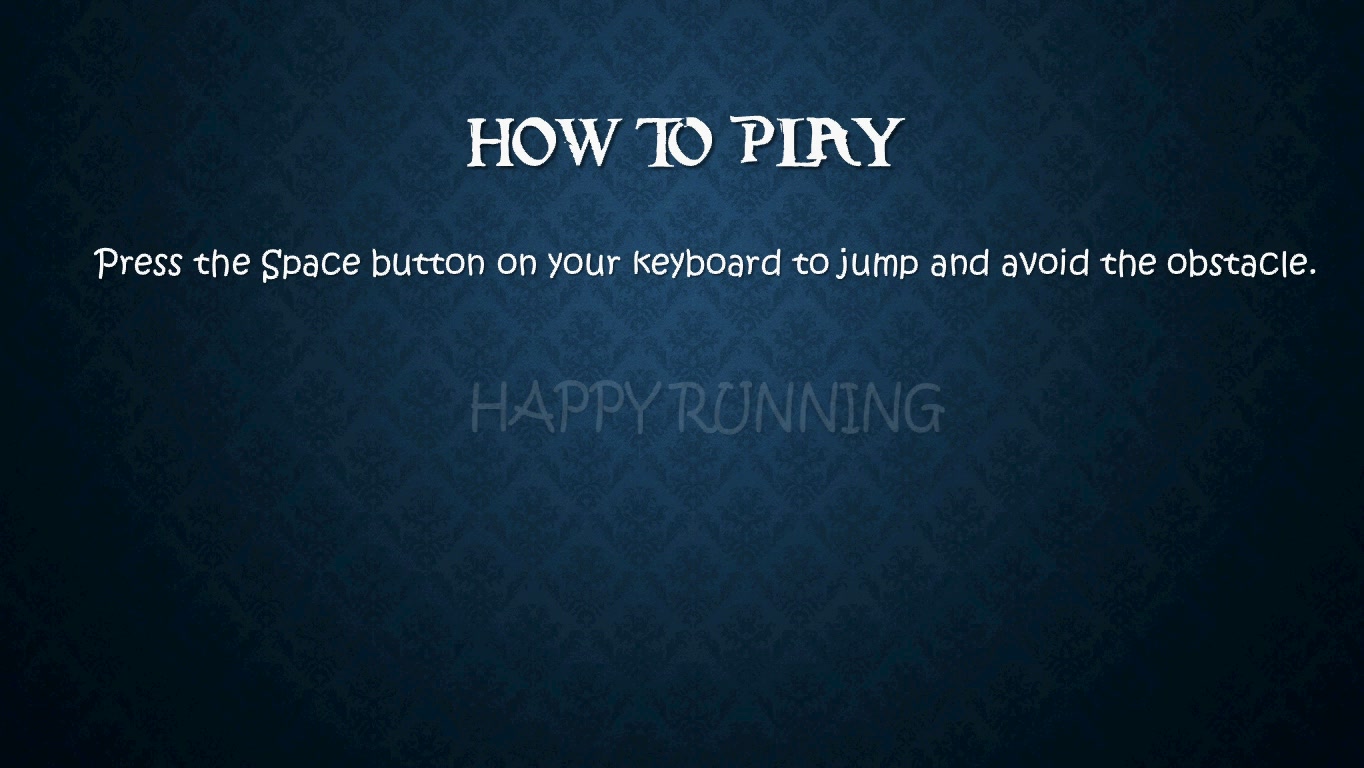 HOW TO PLAY
Press the Space button on your keyboard to jump and avoid the obstacle.
HAPPY RUNNING